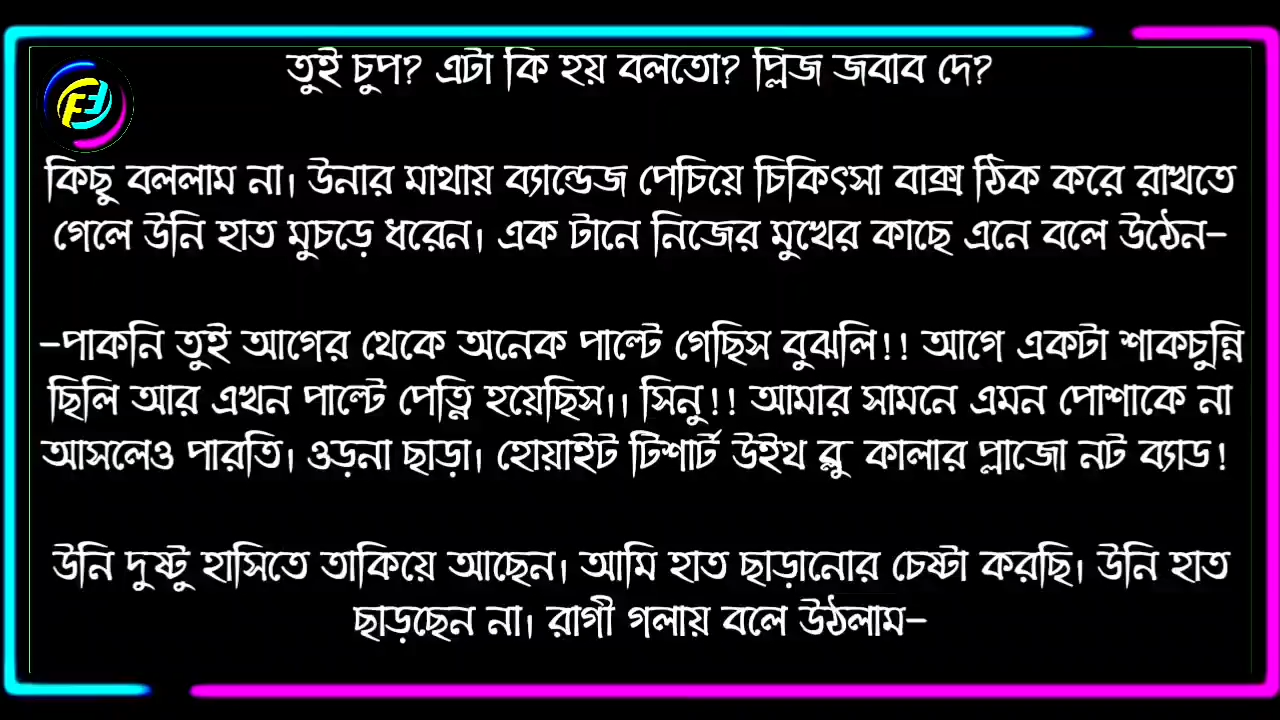 তুই চুপ? এটা কি হয় বলতো? প্লিজ জবাব দে?
কিছু বললাম না। উনার মাথায় ব্যান্ডেজ পেচিয়ে চিকিৎসা বাক্স ঠিক করে রাখতে
গেলে উনি হাত মুচড়ে ধরেন। এক টানে নিজের মুখের কাছে এনে বলে উঠেন-
-পাকনি তুই আগের থেকে অনেক পাল্টে গেছিস বুঝলি!! আগে একটা শাকচুন্নি
ছিলি আর এখন পাল্টে পেত্নি হয়েছিস।। সিনু!! আমার সামনে এমন পোশাকে না
আসলেও পারতি। ওড়না ছাড়া। হোয়াইট টিশার্ট উইথ ব্লু কালার প্লাজো নট ব্যাড!
উনি দুষ্টু হাসিতে তাকিয়ে আছেন। আমি হাত ছাড়ানোর চেষ্টা করছি। উনি হাত
ছাড়ছেন না। রাগী গলায় বলে উঠলাম-